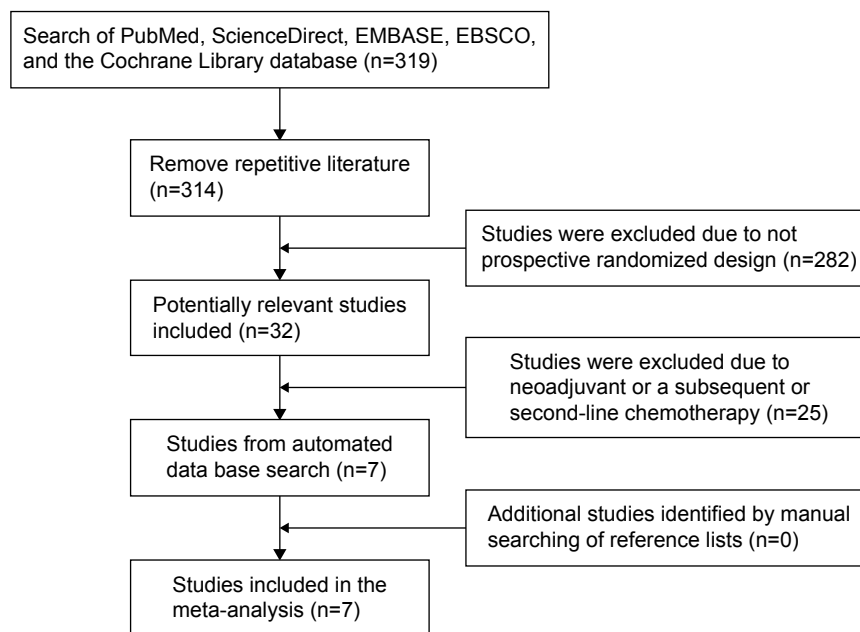 Search of PubMed, ScienceDirect, EMBASE, EBSCO,
and the Cochrane Library database (n=319)
Remove repetitive literature
(n=314)
Studies were excluded due to not
prospective randomized design (n=282)
Potentially relevant studies
included (n=32)
Studies were excluded due to
neoadjuvant or a subsequent or
second-line chemotherapy (n=25)
Studies from automated
data base search (n=7)
Additional studies identified by manual
searching of reference lists (n=0)
Studies included in the
meta-analysis (n=7)